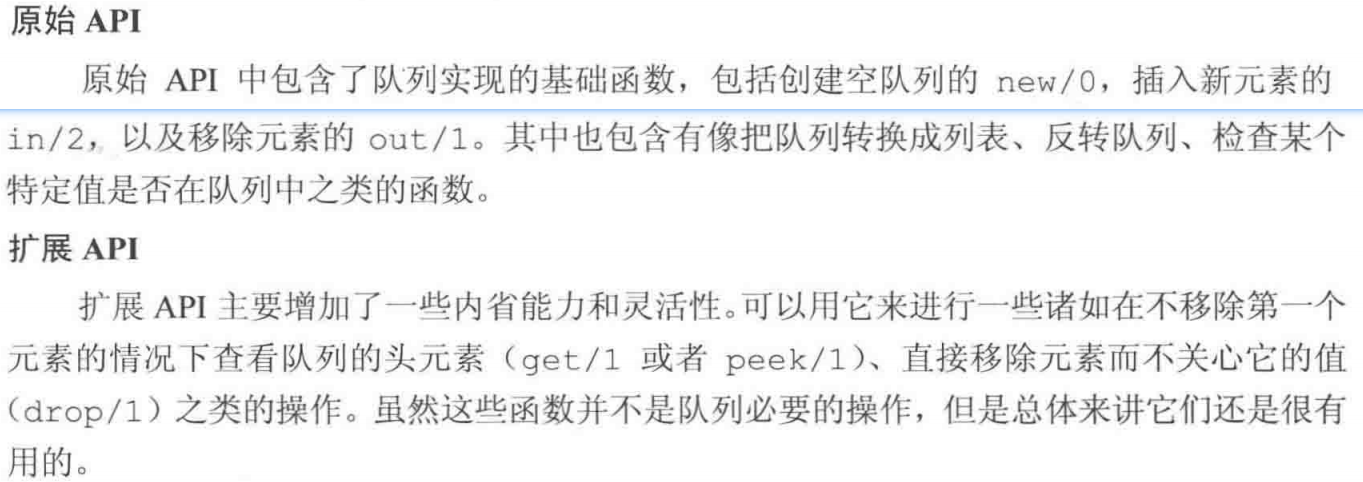 原始 API
原始 API 中包含了队列实现的基础函数，包括创建空队列的 new/0，插入新元素的
in/2，以及移除元素的 out/1。其中也包含有像把队列转换成列表、反转队列、检查某个
特定值是否在队列中之类的函数。
扩展 API
扩展 API 主要增加了一些内省能力和灵活性。可以用它来进行一些诸如在不移除第一个
元素的情况下查看队列的头元素（get/1 或者 peek/1）、直接移除元素而不关心它的值
（drop/1）之类的操作。虽然这些函数并不是队列必要的操作，但是总体来讲它们还是很有
用的。